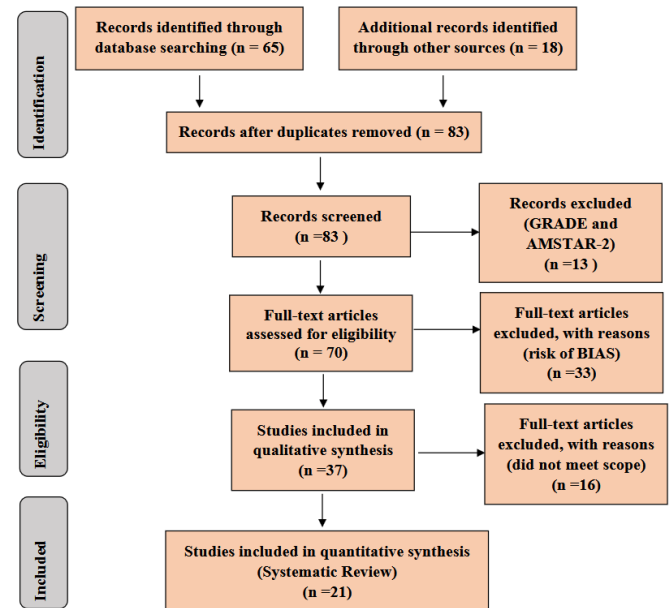 Identification
Records identified through
database searching (n = 65)
Additional records identified
through other sources (n = 18)
Records after duplicates removed (n = 83)
Screening
Records screened
(n =83 )
Records excluded
(GRADE and
AMSTAR-2)
(n =13 )
Full-text articles
assessed for eligibility
(n = 70)
Full-text articles
excluded, with reasons
(risk of BIAS)
(n =33)
Eligibility
Studies included in
qualitative synthesis
(n =37)
Full-text articles
excluded, with reasons
(did not meet scope)
(n =16)
Included
Studies included in quantitative synthesis
(Systematic Review)
(n =21)